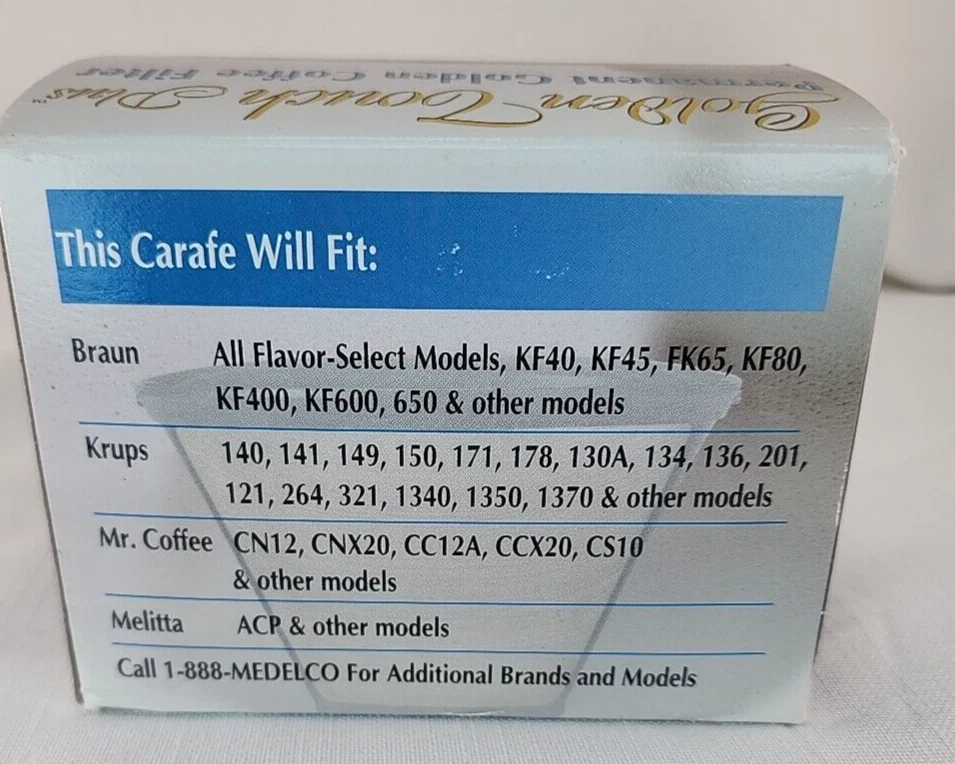 Permanent Golden Coffee Filter
Golden Touch Plus™
This Carafe Will Fit:
Braun All Flavor-Select Models, KF40, KF45, FK65, KF80,
KF400, KF600, 650 & other models
Krups 140, 141, 149, 150, 171, 178, 130A, 134, 136, 201,
121, 264, 321, 1340, 1350, 1370 & other models
Mr. Coffee CN12, CNX20, CC12A, CCX20, CS10
& other models
Melitta ACP & other models
Call 1-888-MEDELCO For Additional Brands and Models